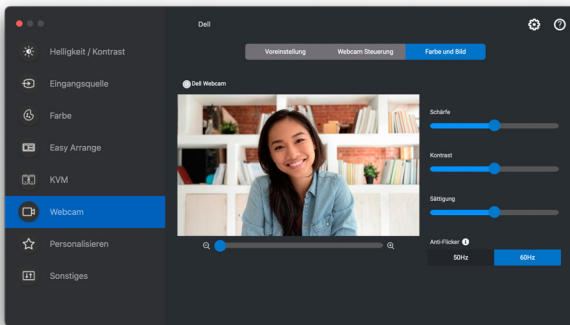 Dell
Helligkeit / Kontrast
Eingangsquelle
Farbe
Easy Arrange
KVM
Webcam
Personalisieren
Sonstiges
Voreinstellung
Webcam Steuerung
Farbe und Bild
Dell Webcam
Schärfe
Kontrast
Sättigung
Anti-Flicker
50Hz
60Hz